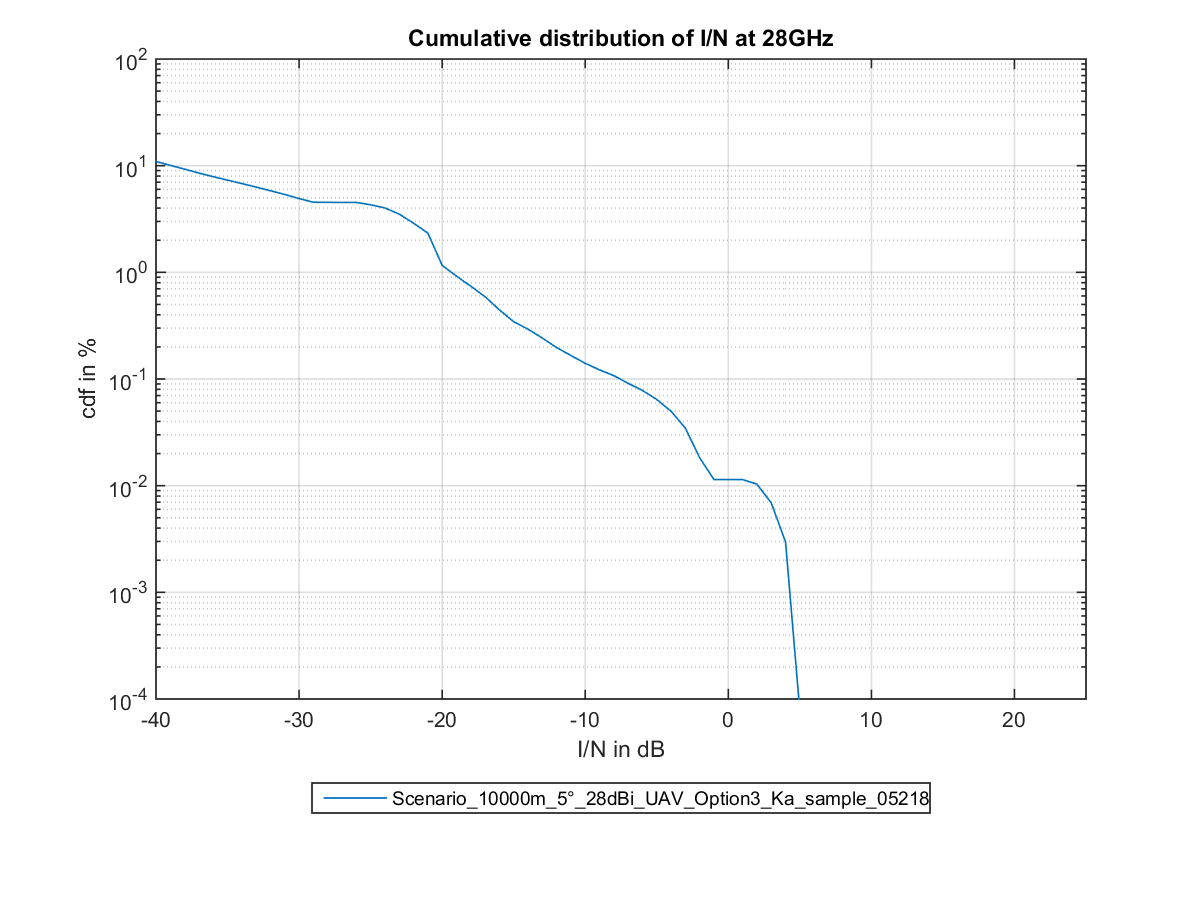 Cumulative distribution of I/N at 28GHz
10^2
10^1
10^0
10^-1
10^-2
10^-3
10^-4
cdf in %
-40 -30 -20 -10 0 10 20
I/N in dB
Scenario_10000m_5°_28dBi_UAV_Option3_Ka_sample_05218